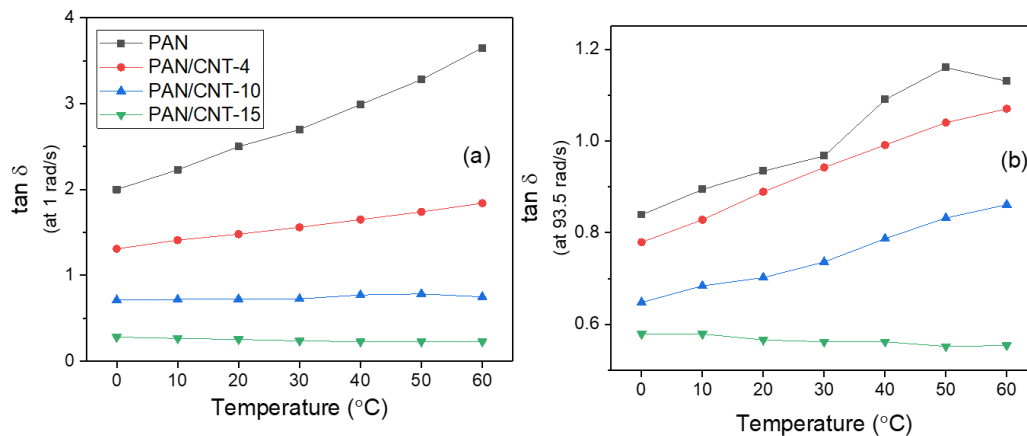 4
3
2
1
0
tan δ
(at 1 rad/s)
PAN
PAN/CNT-4
PAN/CNT-10
PAN/CNT-15
(a)
0 10 20 30 40 50 60
Temperature (°C)
1.2
1.0
0.8
0.6
tan δ
(at 93.5 rad/s)
(b)
0 10 20 30 40 50 60
Temperature (°C)